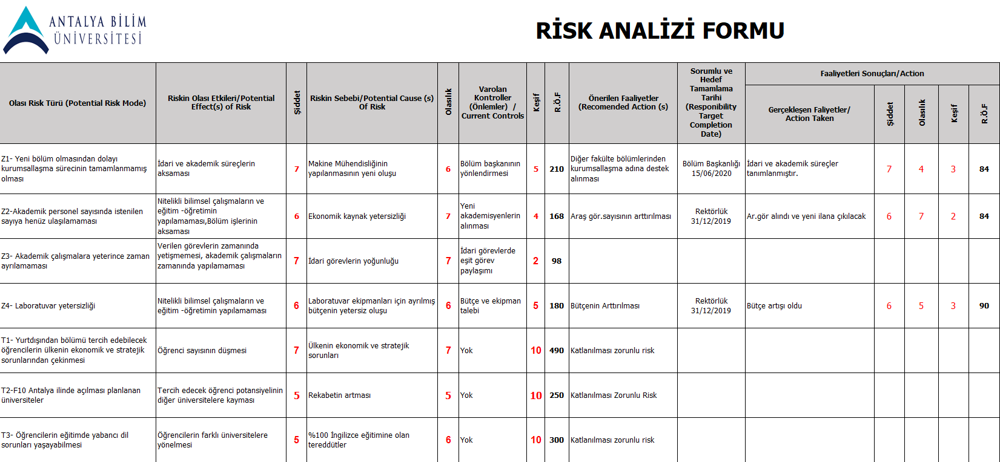 ANTALYA BİLİM
ÜNİVERSİTESİ
RİSK ANALİZİ FORMU
Olası Risk Türü (Potential Risk Mode)
Riskin Olası Etkileri/Potential
Effect(s) of Risk
Şiddet
Riskin Sebebi/Potential Cause (s)
Of Risk
Olasılık
Varolan
Kontroller
(Önlemler)  /
Current Controls
Keşif
R.Ö.F
Önerilen Faaliyetler
(Recomended Action (s)
Sorumlu ve
Hedef
Tamamlama
Tarihi
(Responibility
Target
Completion
Date)
Faaliyetleri Sonuçları/Action
Gerçekleşen Faliyetler/
Action Taken
Şiddet
Olasılık
Keşif
R.Ö.F
Z1- Yeni bölüm olmasından dolayı
kurumsallaşma sürecinin tamamlanmamış
olması
İdari ve akademik süreçlerin
aksaması
7
Makine Mühendisliğinin
yapılanmasının yeni oluşu
6
Bölüm başkanının
yönlendirmesi
5
210
Diğer fakülte bölümlerinden
kurumsallaşma adına destek
alınması
Bölüm Başkanlığı
15/06/2020
İdari ve akademik süreçler
tanımlanmıştır.
7
4
3
84
Z2-Akademik personel sayısında istenilen
sayıya henüz ulaşılamaması
Nitelikli bilimsel çalışmaların ve
eğitim -öğretimin
yapılamaması,Bölüm işlerinin
aksaması
6
Ekonomik kaynak yetersizliği
7
Yeni
akademisyenlerin
alınması
4
168
Araş gör.sayısının arttırılması
Rektörlük
31/12/2019
Ar.gör alındı ve yeni ilana çıkılacak
6
7
2
84
Z3- Akademik çalışmalara yeterince zaman
ayrılamaması
Verilen görevlerin zamanında
yetişmemesi, akademik çalışmaların
zamanında yapılamaması
7
İdari görevlerin yoğunluğu
7
İdari görevlerde
eşit görev
paylaşımı
2
98
Z4- Laboratuvar yetersizliği
Nitelikli bilimsel çalışmaların ve
eğitim -öğretimin yapılamaması
6
Laboratuvar ekipmanları için ayrılmış
bütçenin yetersiz oluşu
6
Bütçe ve ekipman
talebi
5
180
Bütçenin Arttırılması
Rektörlük
31/12/2019
Bütçe artışı oldu
6
5
3
90
T1- Yurtdışından bölümü tercih edebilecek
öğrencilerin ülkenin ekonomik ve stratejik
sorunlarından çekinmesi
Öğrenci sayısının düşmesi
7
Ülkenin ekonomik ve stratejik
sorunları
7
Yok
10
490
Katlanılması zorunlu risk
T2-F10 Antalya ilinde açılması planlanan
üniversiteler
Tercih edecek öğrenci potansiyelinin
diğer üniversitelere kayması
5
Rekabetin artması
5
Yok
10
250
Katlanılması Zorunlu Risk
T3- Öğrencilerin eğitimde yabancı dil
sorunları yaşayabilmesi
Öğrencilerin farklı üniversitelere
yönelmesi
5
%100 İngilizce eğitimine olan
tereddütler
6
Yok
10
300
Katlanılması zorunlu risk